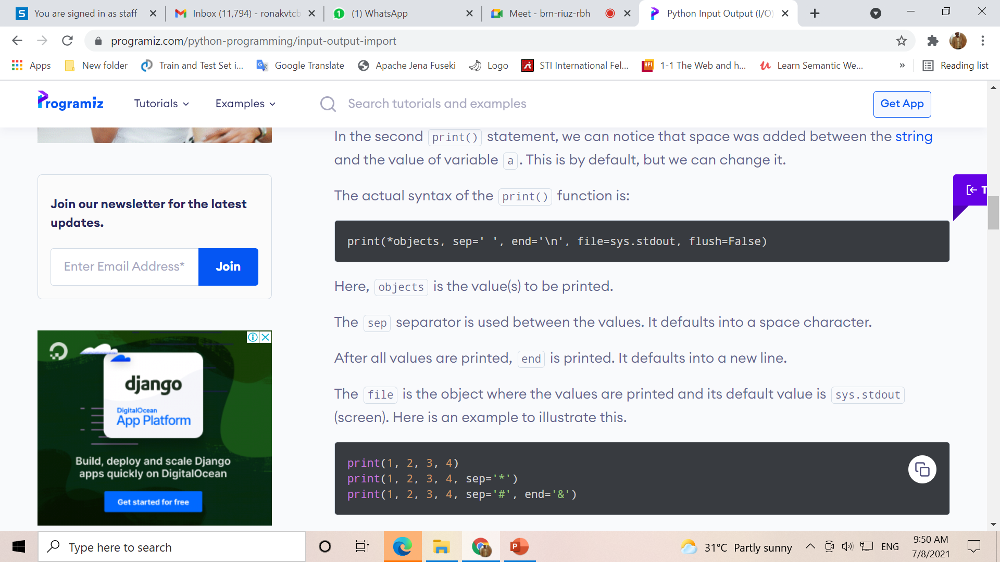 You are signed in as staff
Inbox (11,794) - ronakvtcb
(1) WhatsApp
Meet - brn-riuz-rbh
Python Input Output (I/O)
programiz.com/python-programming/input-output-import
Apps
New folder
Train and Test Set i...
Google Translate
Apache Jena Fuseki
Logo
STI International Fel...
HPI
1-1 The Web and h...
Learn Semantic We...
»
Reading list
Programiz
Tutorials
Examples
Search tutorials and examples
Get App
In the second print() statement, we can notice that space was added between the string
and the value of variable a. This is by default, but we can change it.
The actual syntax of the print() function is:
print(*objects, sep=' ', end='\n', file=sys.stdout, flush=False)
Here, objects is the value(s) to be printed.
The sep separator is used between the values. It defaults into a space character.
After all values are printed, end is printed. It defaults into a new line.
The file is the object where the values are printed and its default value is sys.stdout
(screen). Here is an example to illustrate this.
print(1, 2, 3, 4)
print(1, 2, 3, 4, sep='*')
print(1, 2, 3, 4, sep='#', end='&')
T
Join our newsletter for the latest
updates.
Enter Email Address*
Join
django
DigitalOcean
App Platform
Build, deploy and scale Django
apps quickly on DigitalOcean
Get started for free
Type here to search
31°C Partly sunny
ENG
9:50 AM
7/8/2021